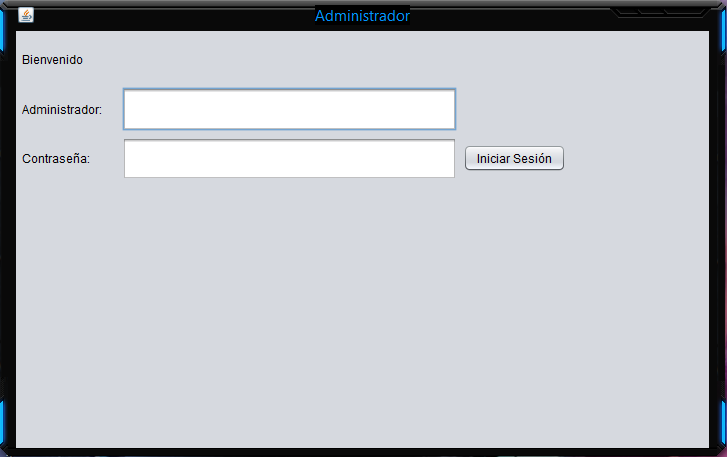 Administrador
Bienvenido
Administrador:
Contraseña:
Iniciar Sesión